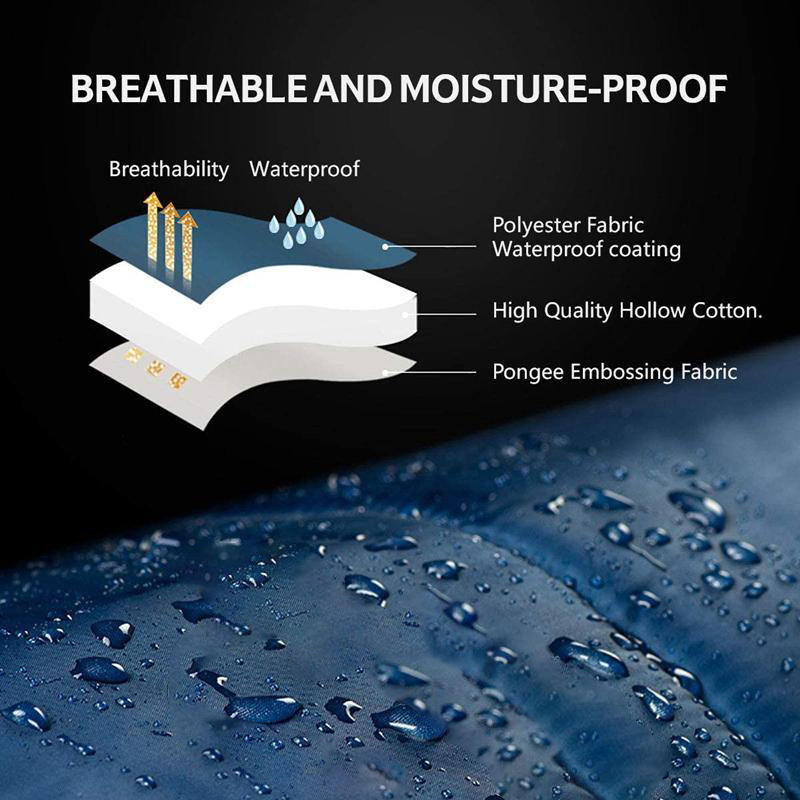 BREATHABLE AND MOISTURE-PROOF
Breathability Waterproof
Polyester Fabric
Waterproof coating
High Quality Hollow Cotton.
Pongee Embossing Fabric